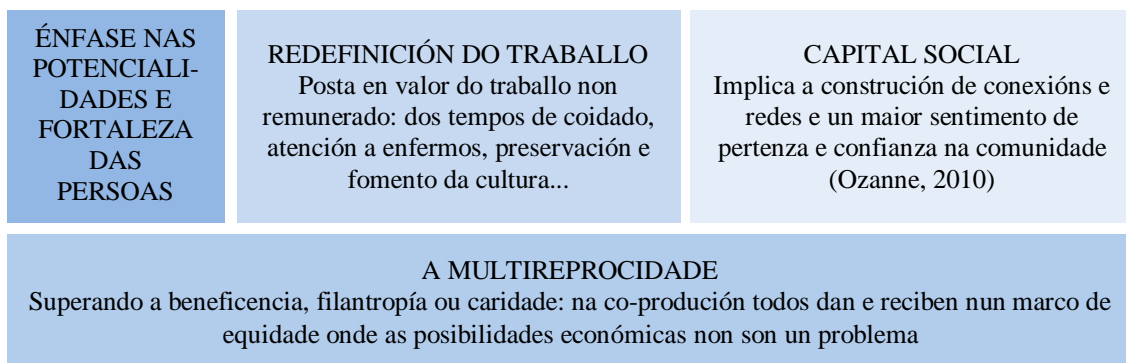 ÉNFASE NAS
POTENCIALI-
DADES E
FORTALEZA
DAS
PERSOAS
REDEFINICIÓN DO TRABALLO
Posta en valor do traballo non
remunerado: dos tempos de coidado,
atención a enfermos, preservación e
fomento da cultura...
CAPITAL SOCIAL
Implica a construción de conexións e
redes e un maior sentimento de
pertenza e confianza na comunidade
(Ozanne, 2010)
A MULTIREPROCIDADE
Superando a beneficencia, filantropía ou caridade: na co-produción todos dan e reciben nun marco de
equidade onde as posibilidades económicas non son un problema